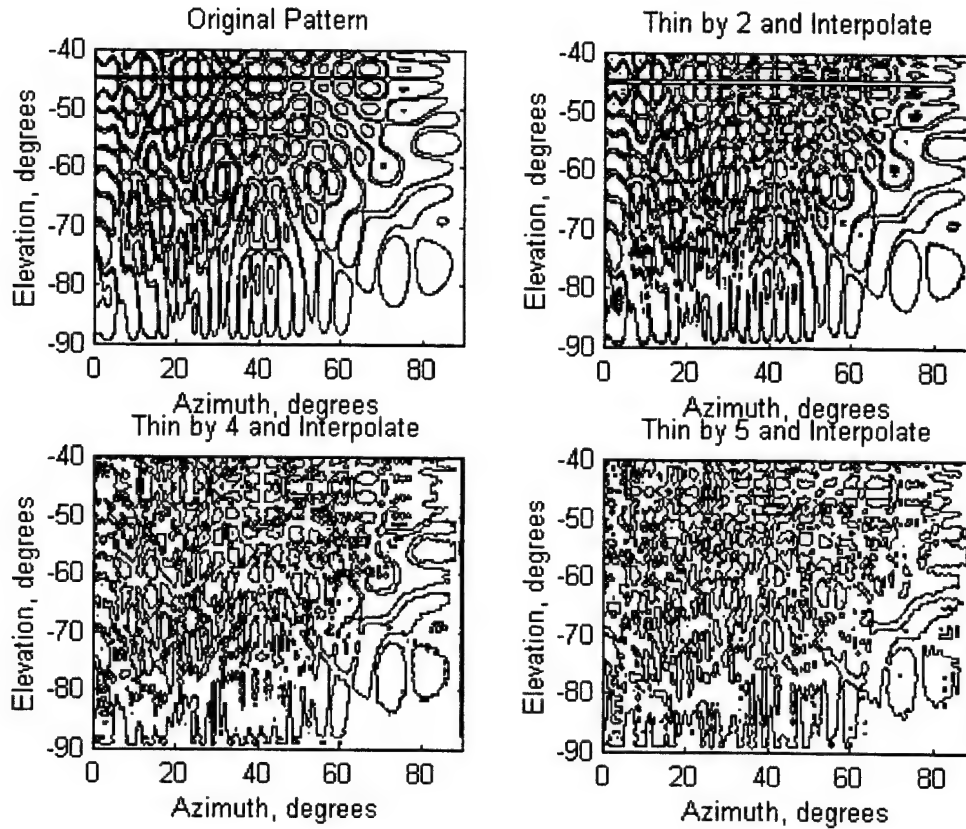 Original Pattern
-40
-50
-60
-70
-80
-90
Elevation, degrees
0 20 40 60 80
Azimuth, degrees
Thin by 2 and Interpolate
-40
-50
-60
-70
-80
-90
Elevation, degrees
0 20 40 60 80
Azimuth, degrees
Thin by 4 and Interpolate
-40
-50
-60
-70
-80
-90
Elevation, degrees
0 20 40 60 80
Azimuth, degrees
Thin by 5 and Interpolate
-40
-50
-60
-70
-80
-90
Elevation, degrees
0 20 40 60 80
Azimuth, degrees